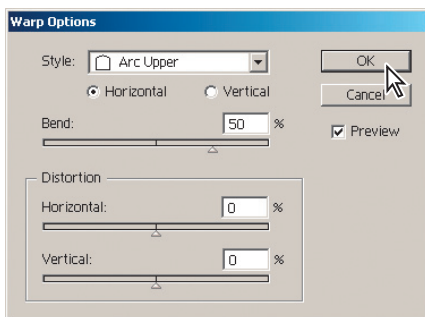 Warp Options
Style: Arc Upper
OK
Horizontal Vertical
Cancel
Bend: 50 %
Preview
Distortion
Horizontal: 0 %
Vertical: 0 %